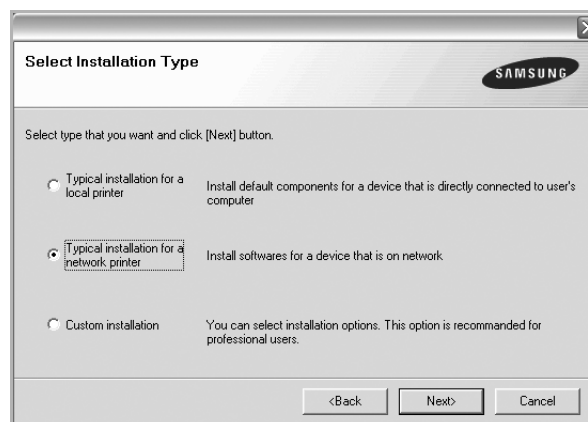 Select Installation Type
SAMSUNG
Select type that you want and click [Next] button.
Typical installation for a
local printer
Install default components for a device that is directly connected to user's
computer
Typical installation for a
network printer
Install softwares for a device that is on network
Custom installation
You can select installation options. This option is recommanded for
professional users.
<Back
Next>
Cancel